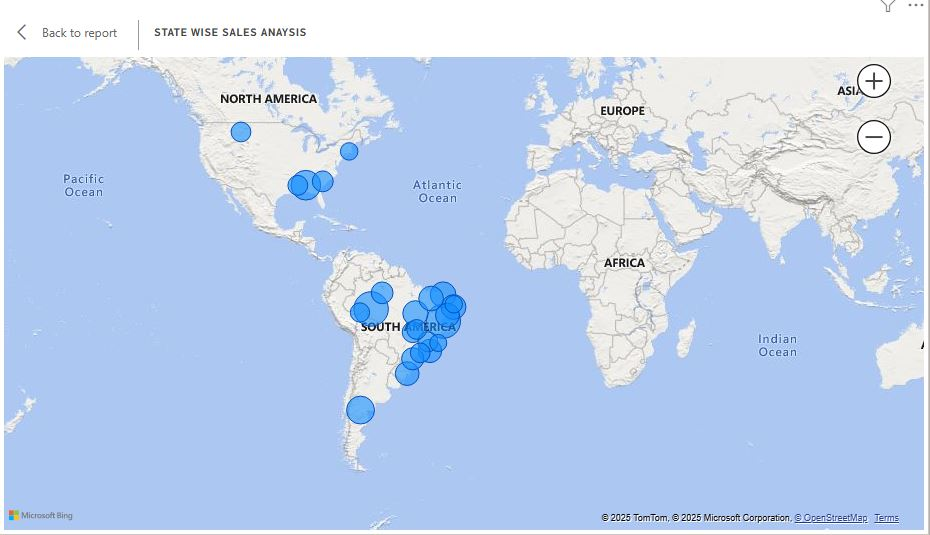 Back to report
STATE WISE SALES ANAYSIS
NORTH AMERICA
EUROPE
ASIA
Pacific
Ocean
Atlantic
Ocean
AFRICA
SOUTH AMERICA
Indian
Ocean
A
Microsoft Bing
© 2025 TomTom, © 2025 Microsoft Corporation, © OpenStreetMap Terms